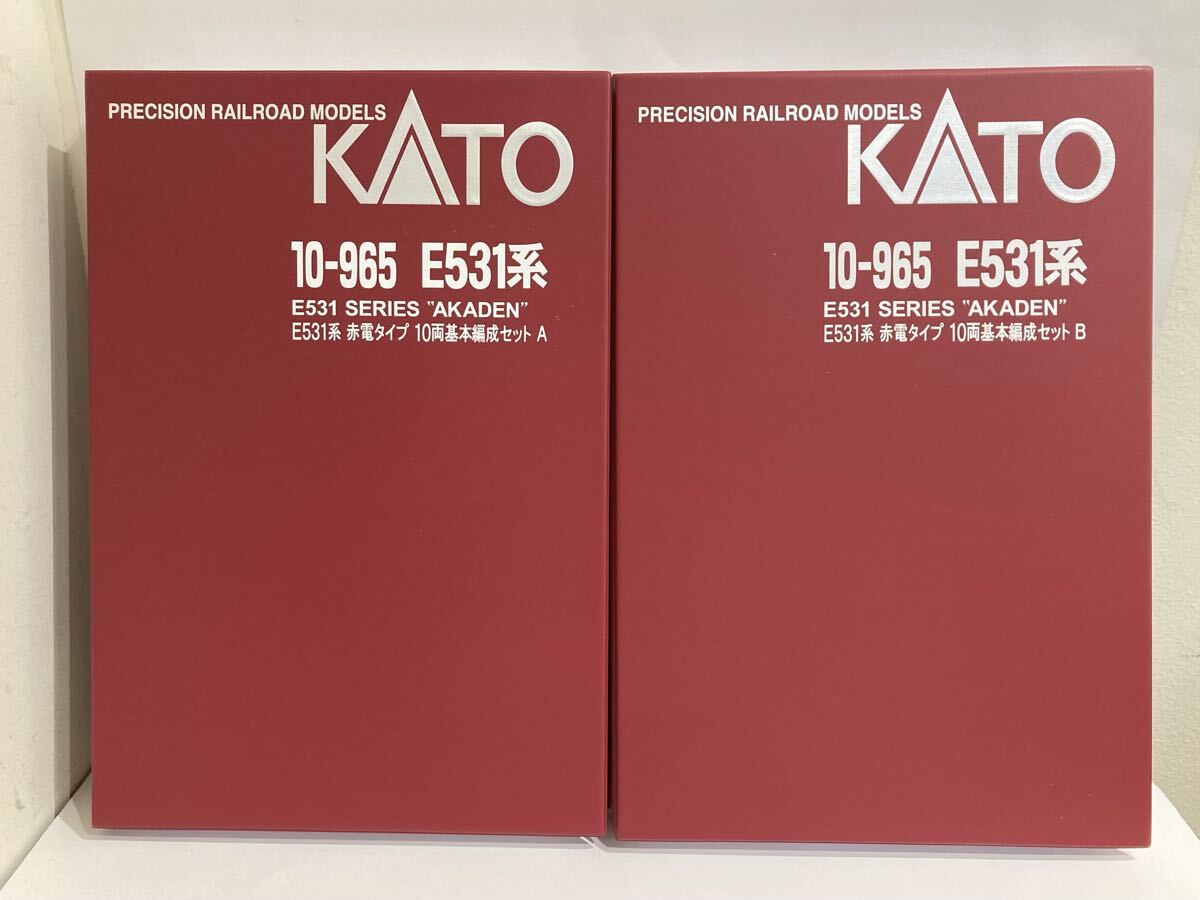 PRECISION RAILROAD MODELS
KATO
10-965 E531系
E531 SERIES "AKADEN"
E531系 赤電タイプ 10両基本編成セット A
PRECISION RAILROAD MODELS
KATO
10-965 E531系
E531 SERIES "AKADEN"
E531系 赤電タイプ 10両基本編成セット B